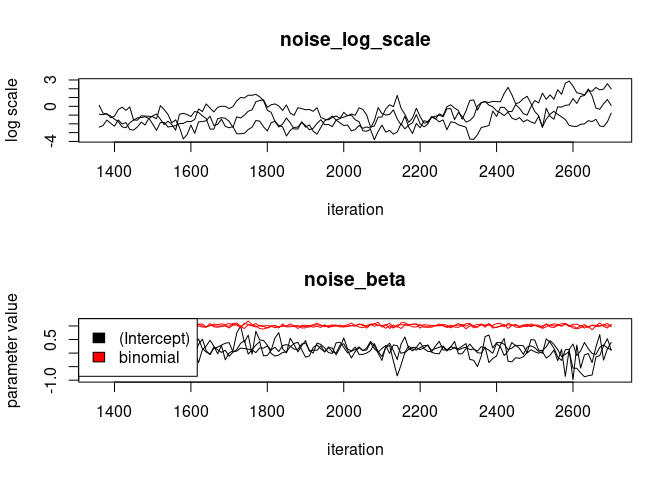 noise_log_scale
log scale
3
0
-4
1400 1600 1800 2000 2200 2400 2600
iteration
noise_beta
parameter value
0.5
-1.0
(Intercept)
binomial
1400 1600 1800 2000 2200 2400 2600
iteration